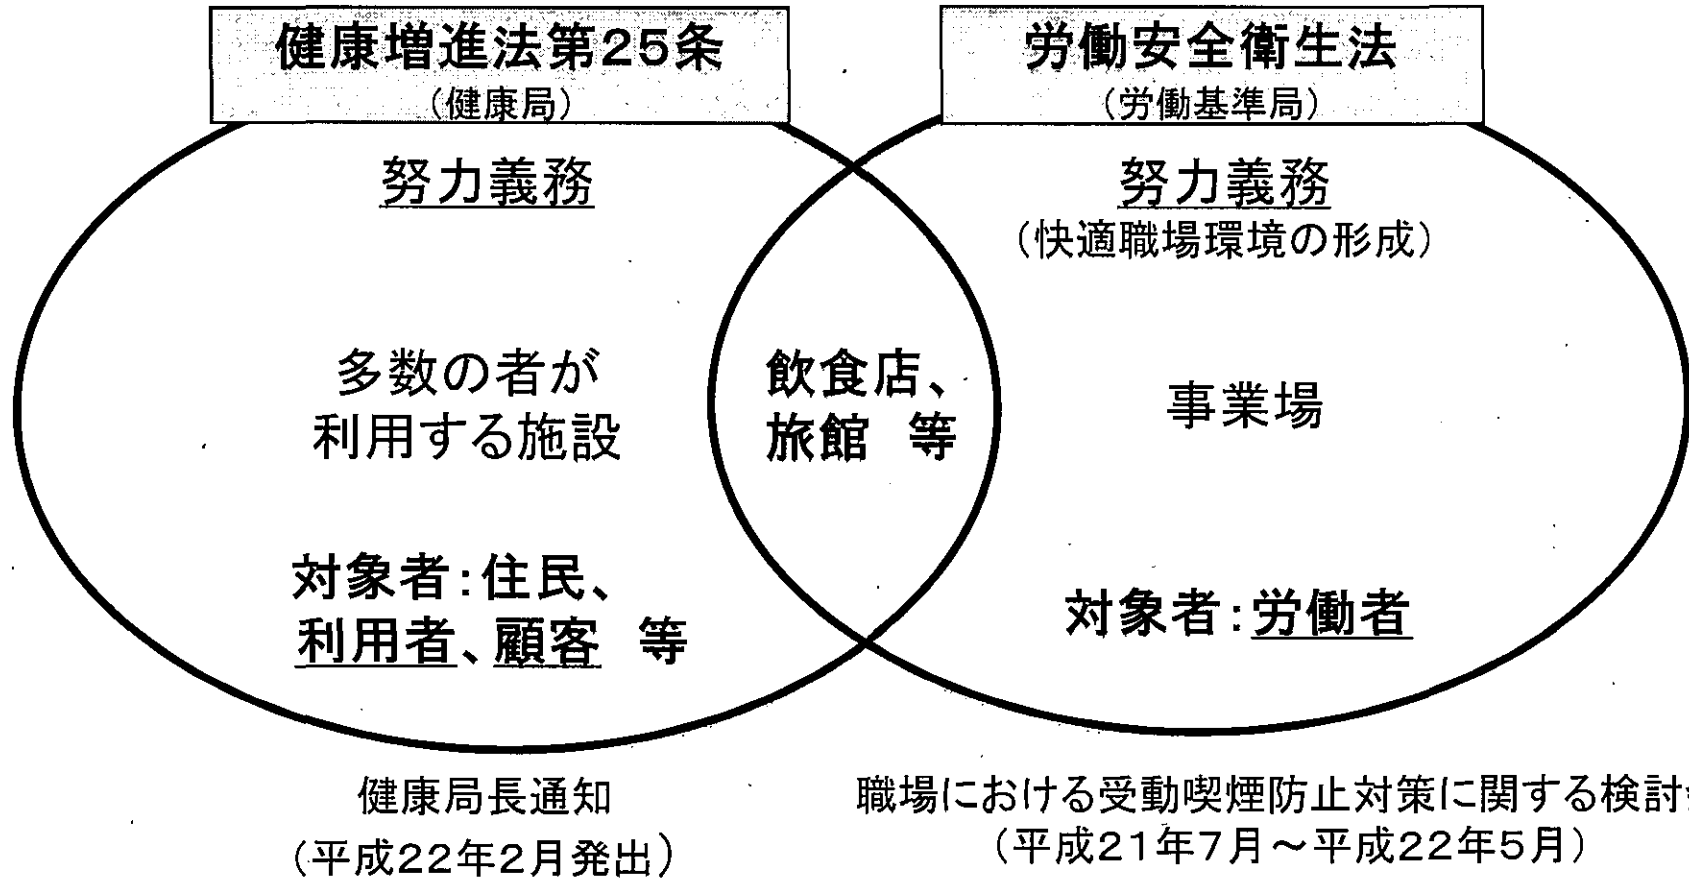 健康増進法第25条
(健康局)
努力義務
多数の者が
利用する施設
対象者:住民、
利用者、顧客 等
飲食店、
旅館 等
労働安全衛生法
(労働基準局)
努力義務
(快適職場環境の形成)
事業場
対象者:労働者
健康局長通知
(平成22年2月発出)
職場における受動喫煙防止対策に関する検討
(平成21年7月~平成22年5月)